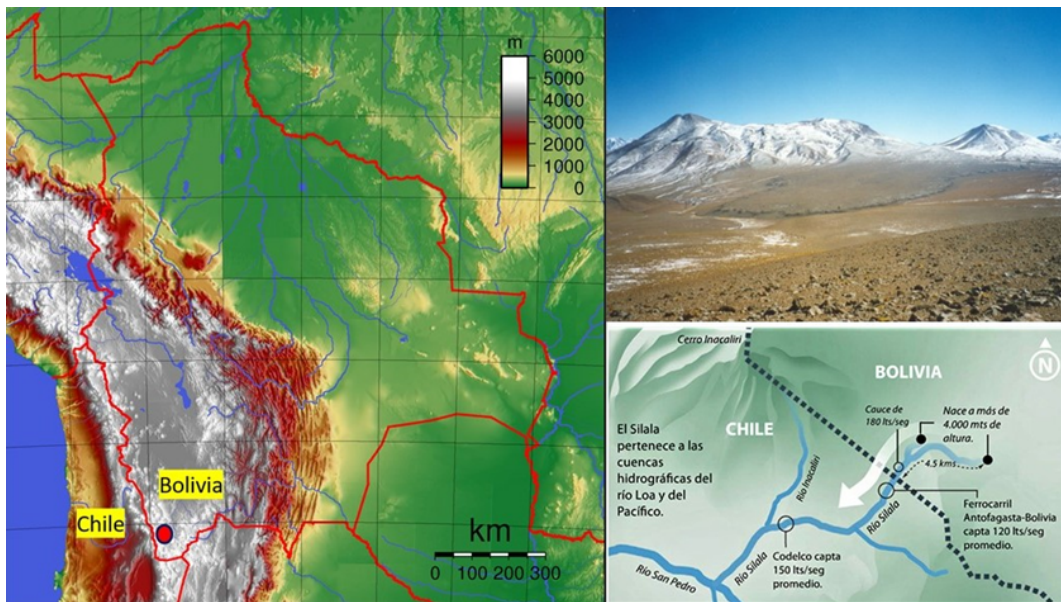 m
6000
5000
4000
3000
2000
1000
0
Bolivia
Chile
km
0 100 200 300
Cerro Inacaliri
N
BOLIVIA
CHILE
Cauce de
180 lts/seg
Nace a más de
4.000 mts de
altura.
El Silala
pertenece a las
cuencas
hidrográficas del
río Loa y del
Pacífico.
Río Inacaliri
4.5 kms
Río Silala
Ferrocarril
Antofagasta-Bolivia
capta 120 lts/seg
promedio.
Codelco capta
150 lts/seg
promedio.
Río Silala
Río San Pedro